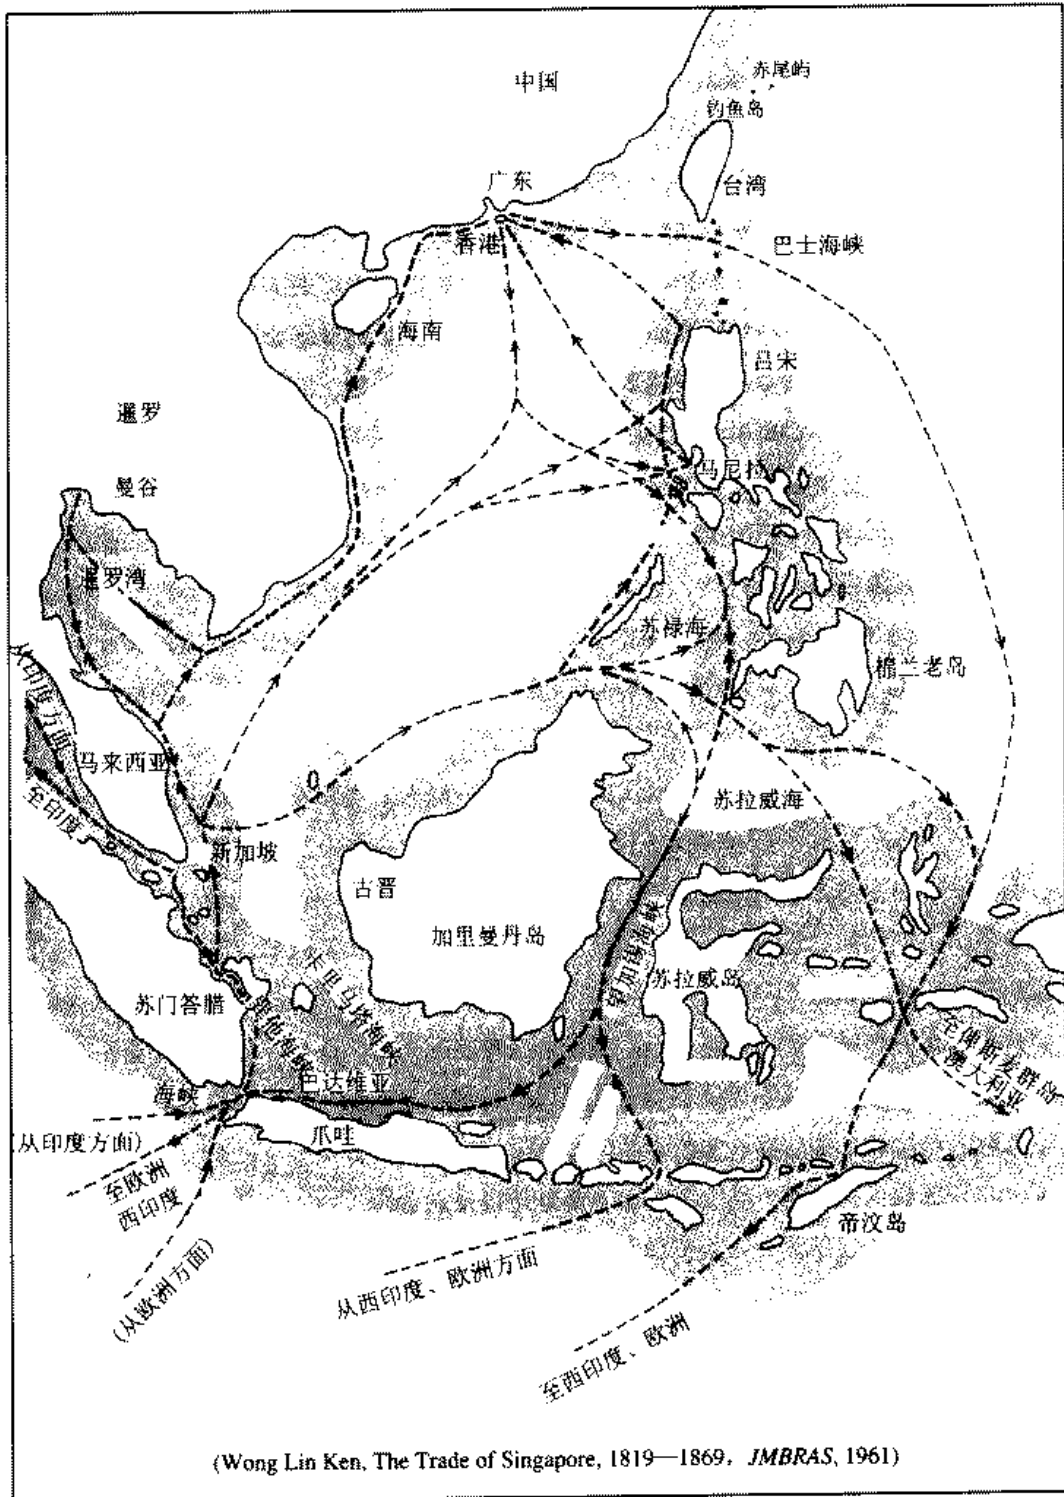 中国
赤尾屿
钓鱼岛
台湾
广东
香港
巴士海峡
海南
吕宋
暹罗
曼谷
马尼拉
暹罗湾
苏禄海
棉兰老岛
从印度方面
马来西亚
至印度
苏拉威海
新加坡
古晋
加里曼丹岛
望加锡海峡
苏拉威岛
苏门答腊
卡里马塔海峡
海峡
巴达维亚
澳大利亚
(从印度方面)
爪哇
至欧洲
西印度
帝汶岛
(从欧洲方面)
从西印度、欧洲方面
至西印度、欧洲
(Wong Lin Ken, The Trade of Singapore, 1819—1869, JMBRAS, 1961)